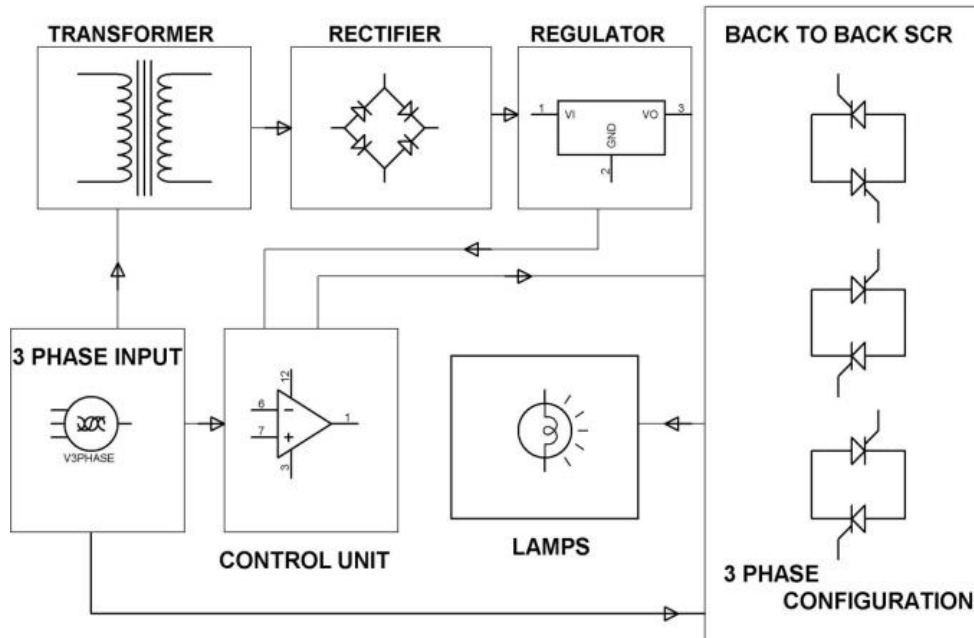 TRANSFORMER
RECTIFIER
REGULATOR
BACK TO BACK SCR
1
VI
VO
3
GND
2
3 PHASE INPUT
V3PHASE
12
6
7
1
3
CONTROL UNIT
LAMPS
3 PHASE
CONFIGURATION